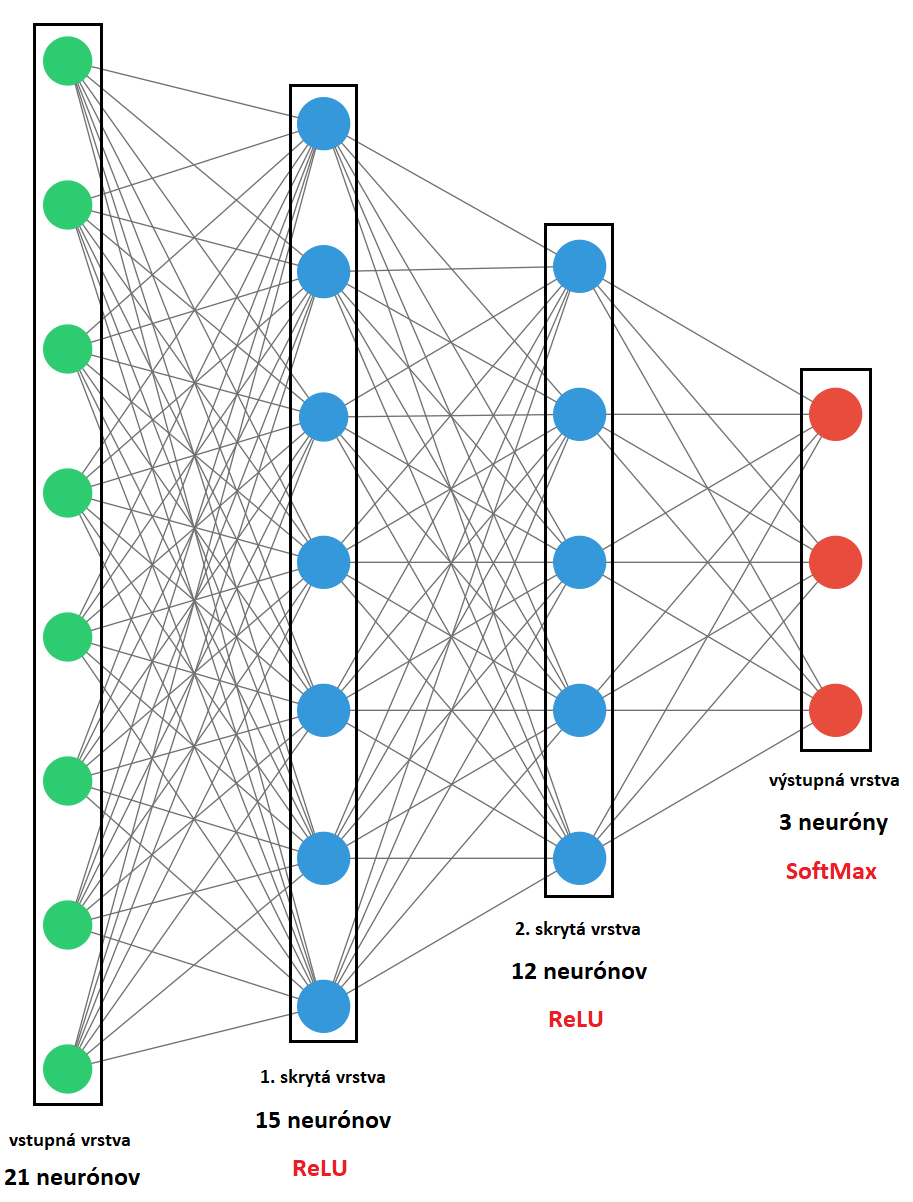 vstupná vrstva
21 neurónov
1. skrytá vrstva
15 neurónov
ReLU
2. skrytá vrstva
12 neurónov
ReLU
výstupná vrstva
3 neuróny
SoftMax